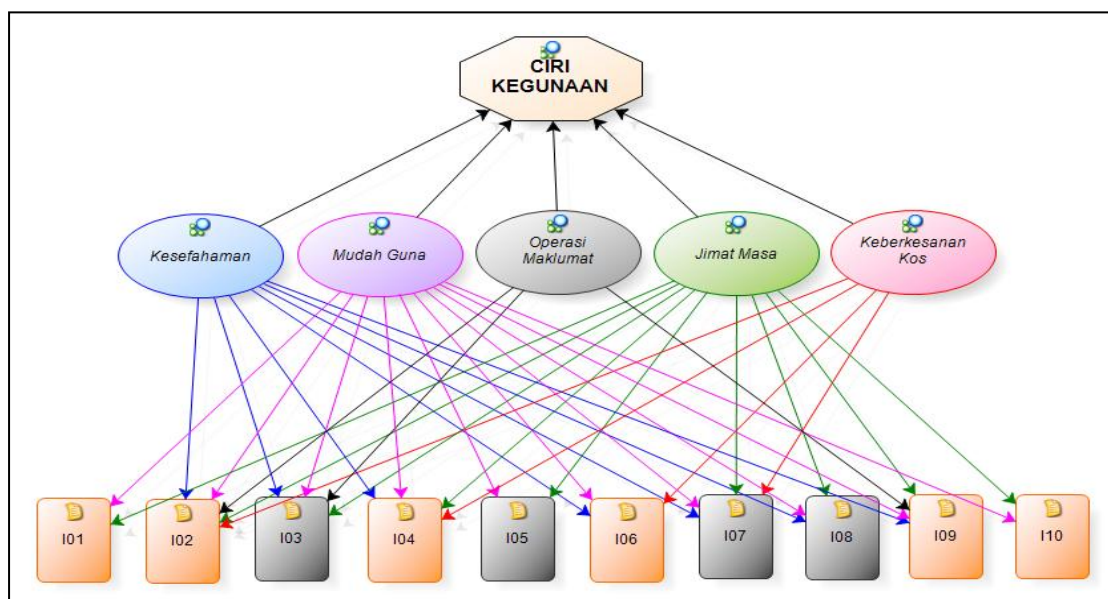 CIRI
KEGUNAAN
Kesefahaman
Mudah Guna
Operasi
Maklumat
Jimat Masa
Keberkesanan
Kos
I01
I02
I03
I04
I05
I06
I07
I08
I09
I10